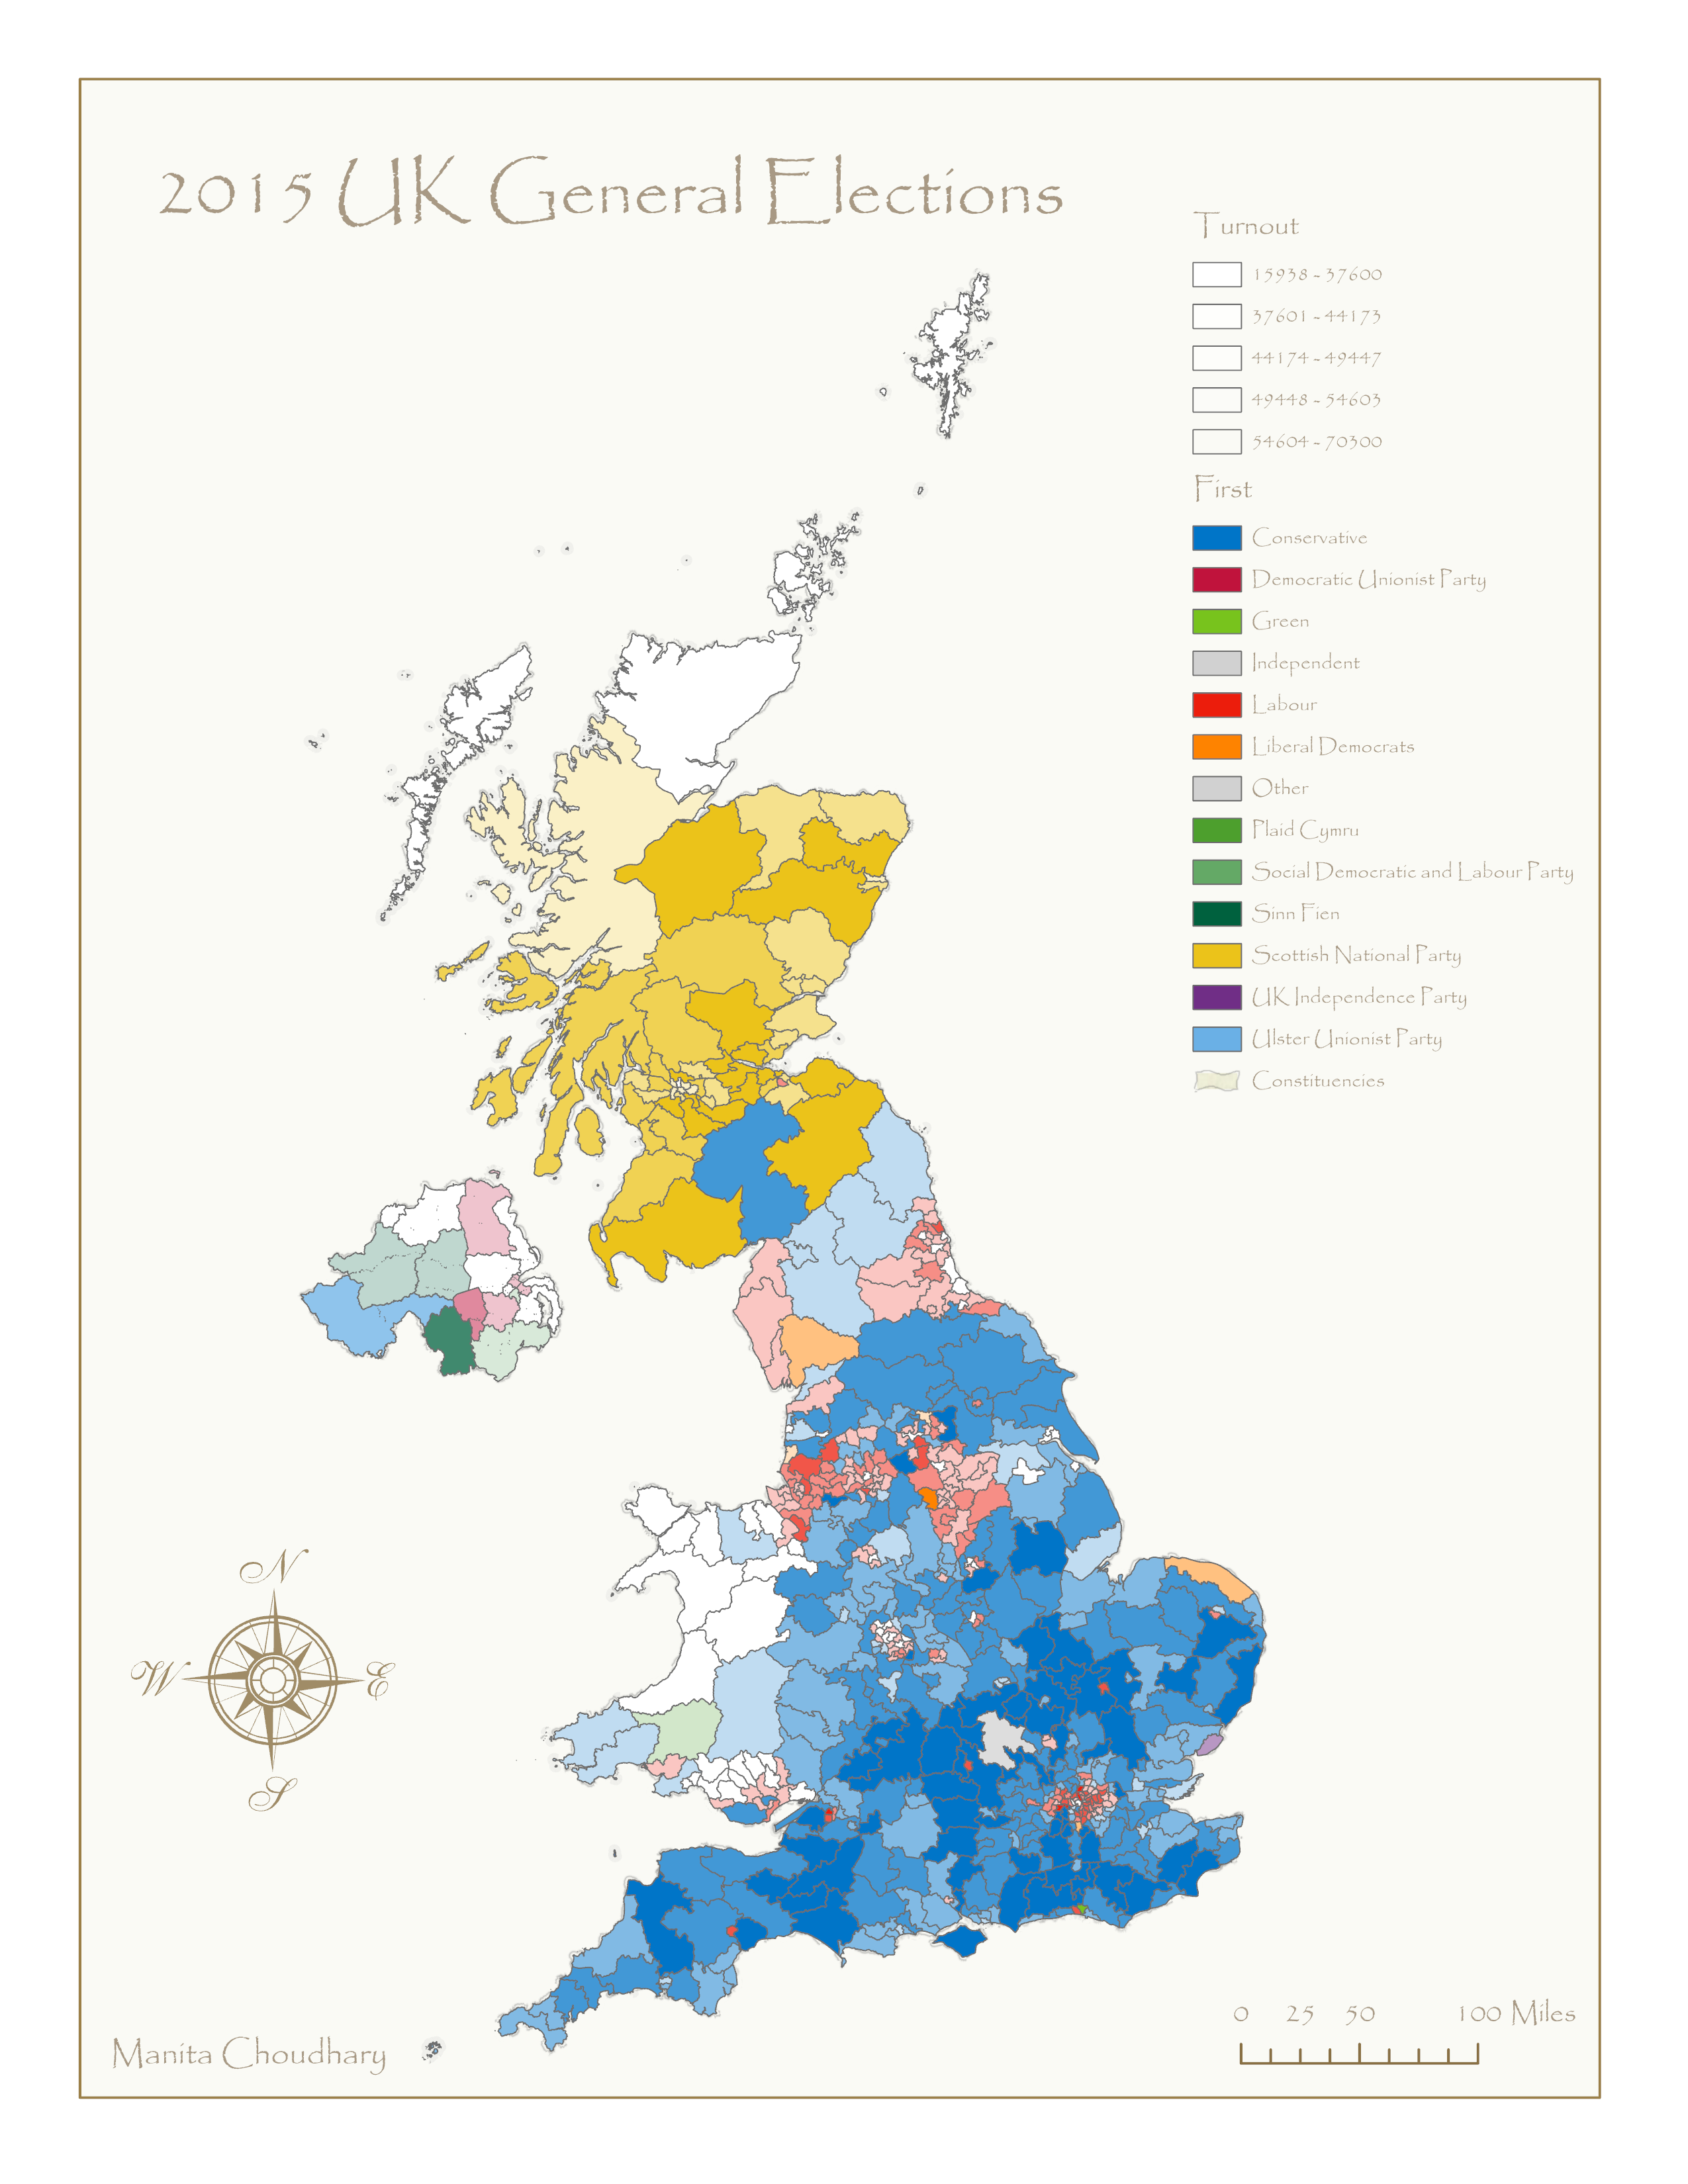 2015 UK General Elections
Turnout
15938 - 37600
37601 - 44173
44174 - 49447
49448 - 54603
54604 - 70300
First
Conservative
Democratic Unionist Party
Green
Independent
Labour
Liberal Democrats
Other
Plaid Cymru
Social Democratic and Labour Party
Sinn Fien
Scottish National Party
UK Independence Party
Ulster Unionist Party
Constituencies
N
W E
S
0 25 50 100 Miles
Manita Choudhary